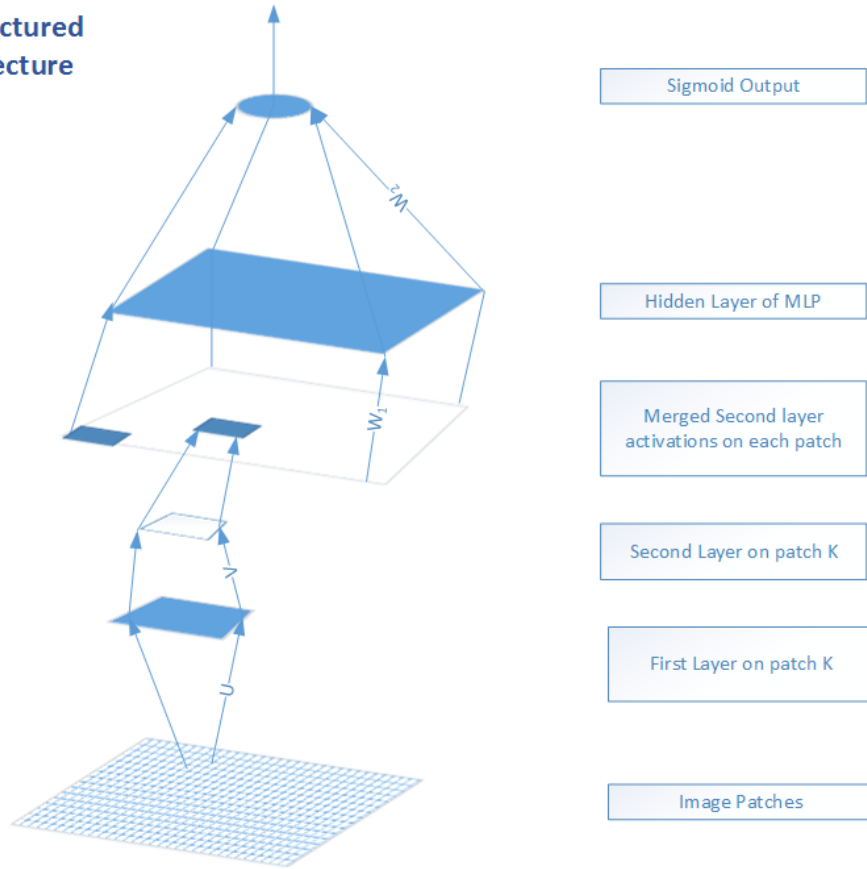 ctured
ecture
Sigmoid Output
W2
Hidden Layer of MLP
W1
Merged Second layer
activations on each patch
Second Layer on patch K
V
First Layer on patch K
U
Image Patches